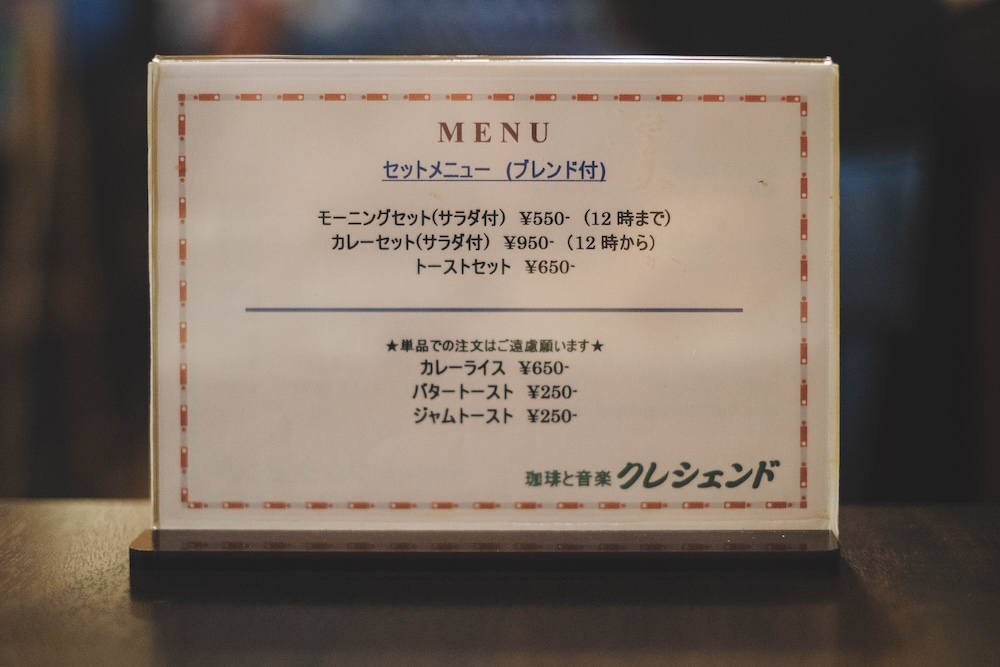 MENU
セットメニュー (ブレンド付)
モーニングセット(サラダ付) ¥550- (12時まで)
カレーセット(サラダ付) ¥950- (12時から)
トーストセット ¥650-
★単品での注文はご遠慮願います★
カレーライス ¥650-
バタートースト ¥250-
ジャムトースト ¥250-
珈琲と音楽 クレシェンド